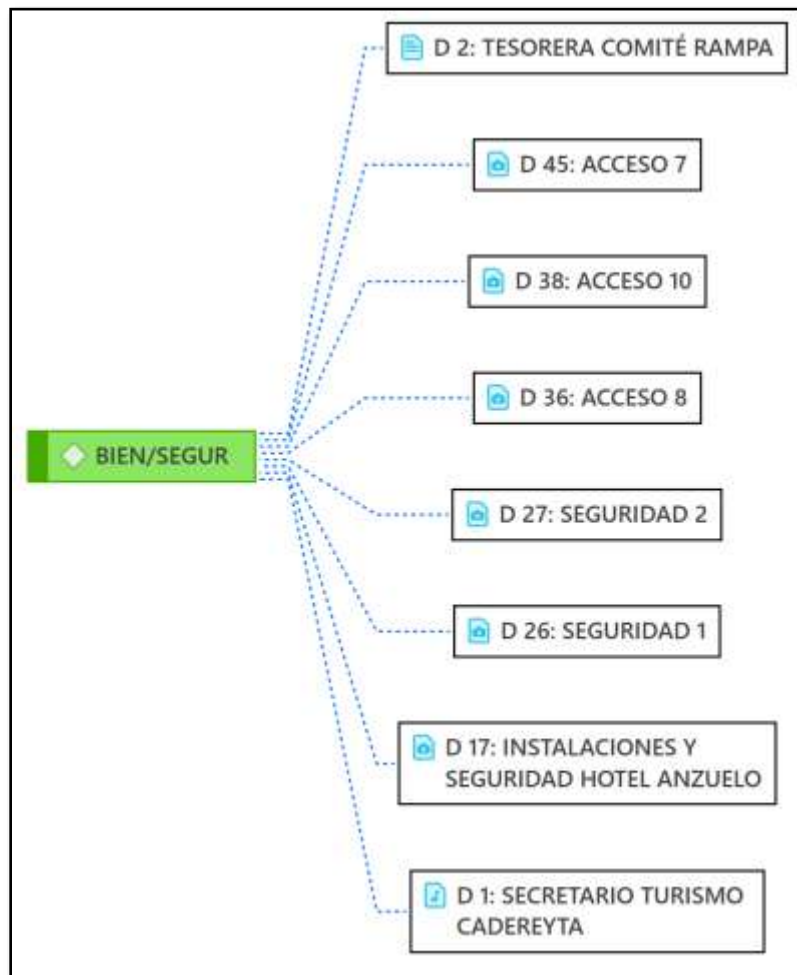 D 2: TESORERA COMITÉ RAMPA
D 45: ACCESO 7
D 38: ACCESO 10
D 36: ACCESO 8
BIEN/SEGUR
D 27: SEGURIDAD 2
D 26: SEGURIDAD 1
D 17: INSTALACIONES Y
SEGURIDAD HOTEL ANZUELO
D 1: SECRETARIO TURISMO
CADEREYTA